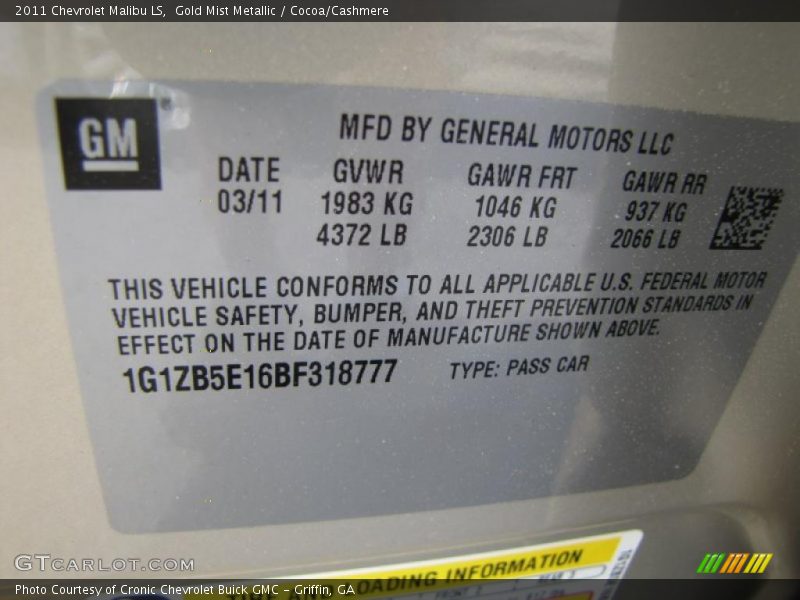 2011 Chevrolet Malibu LS,  Gold Mist Metallic / Cocoa/Cashmere
GM
MFD BY GENERAL MOTORS LLC
DATE GVWR GAWR FRT GAWR RR
03/11 1983 KG 1046 KG 937 KG
4372 LB 2306 LB 2066 LB
THIS VEHICLE CONFORMS TO ALL APPLICABLE U.S. FEDERAL MOTOR
VEHICLE SAFETY, BUMPER, AND THEFT PREVENTION STANDARDS IN
EFFECT ON THE DATE OF MANUFACTURE SHOWN ABOVE.
1G1ZB5E16BF318777 TYPE: PASS CAR
TIRE AND LOADING INFORMATION
GTCARLOT.COM
Photo Courtesy of Cronic Chevrolet Buick GMC - Griffin, GA